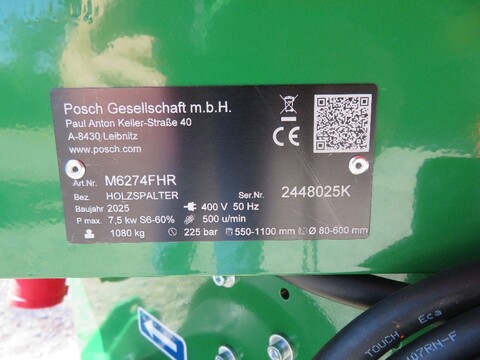 Posch Gesellschaft m.b.H.
Paul Anton Keller-Straße 40
A-8430 Leibnitz
www.posch.com
CE
Art.Nr. M6274FHR Ser.Nr. 2448025K
Bez. HOLZSPALTER
Baujahr 2025 400 V 50 Hz
P max. 7,5 kw S6-60% 500 u/min
1080 kg 225 bar 550-1100 mm Ø 80-600 mm
TOUCH Eca
H07RN-F